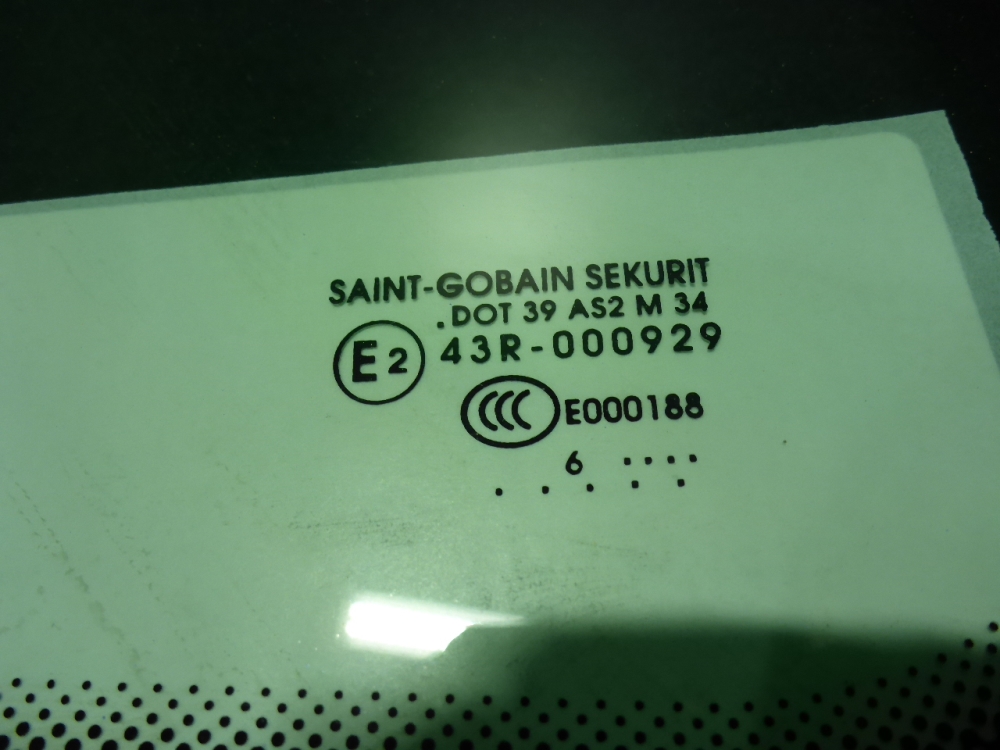 SAINT-GOBAIN SEKURIT
.DOT 39 AS2 M 34
E2 43R-000929
CCC E000188
6 ....
. . . . .